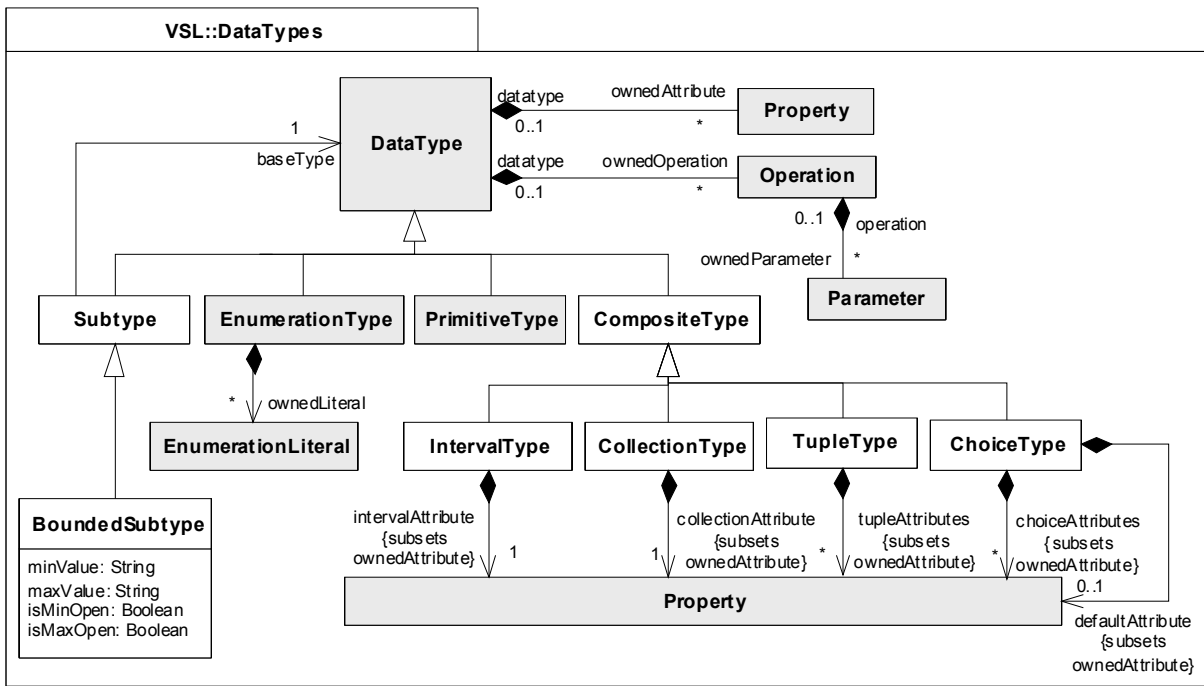 VSL::DataTypes
datatype
ownedAttribute
0..1
*
Property
1
baseType
DataType
datatype
ownedOperation
0..1
*
Operation
0..1
operation
ownedParameter
*
Parameter
Subtype
EnumerationType
PrimitiveType
CompositeType
*
ownedLiteral
EnumerationLiteral
IntervalType
CollectionType
TupleType
ChoiceType
BoundedSubtype
minValue: String
maxValue: String
isMinOpen: Boolean
isMaxOpen: Boolean
intervalAttribute
{subsets
ownedAttribute}
1
collectionAttribute
{subsets
ownedAttribute}
1
tupleAttributes
{subsets
ownedAttribute}
*
choiceAttributes
{subsets
ownedAttribute}
*
0..1
Property
defaultAttribute
{subsets
ownedAttribute}